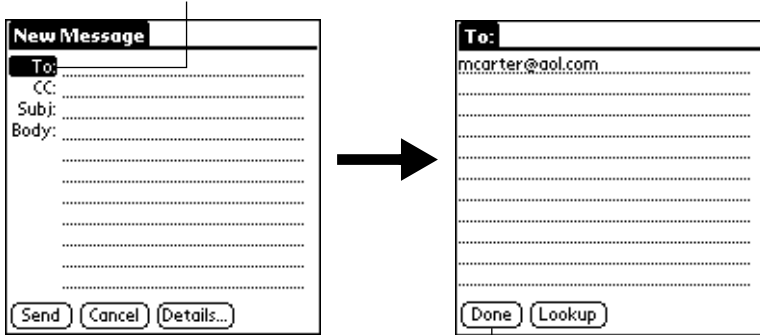 New Message
To:
CC:
Subj:
Body:
Send Cancel Details...
To:
mcarter@aol.com
Done Lookup